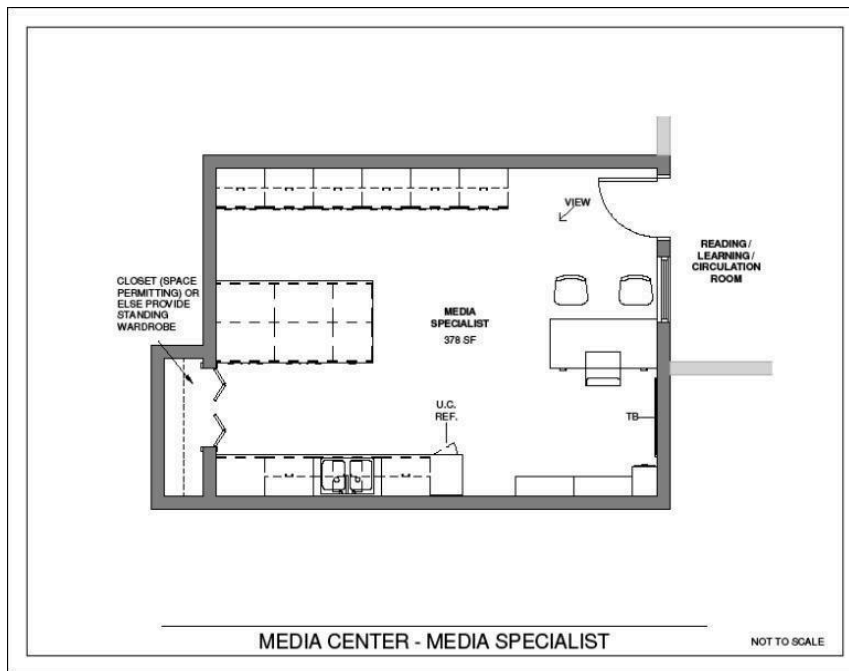 VIEW
READING /
LEARNING /
CIRCULATION
ROOM
CLOSET (SPACE
PERMITTING) OR
ELSE PROVIDE
STANDING
WARDROBE
MEDIA
SPECIALIST
378 SF
U.C.
REF.
TB
MEDIA CENTER - MEDIA SPECIALIST
NOT TO SCALE